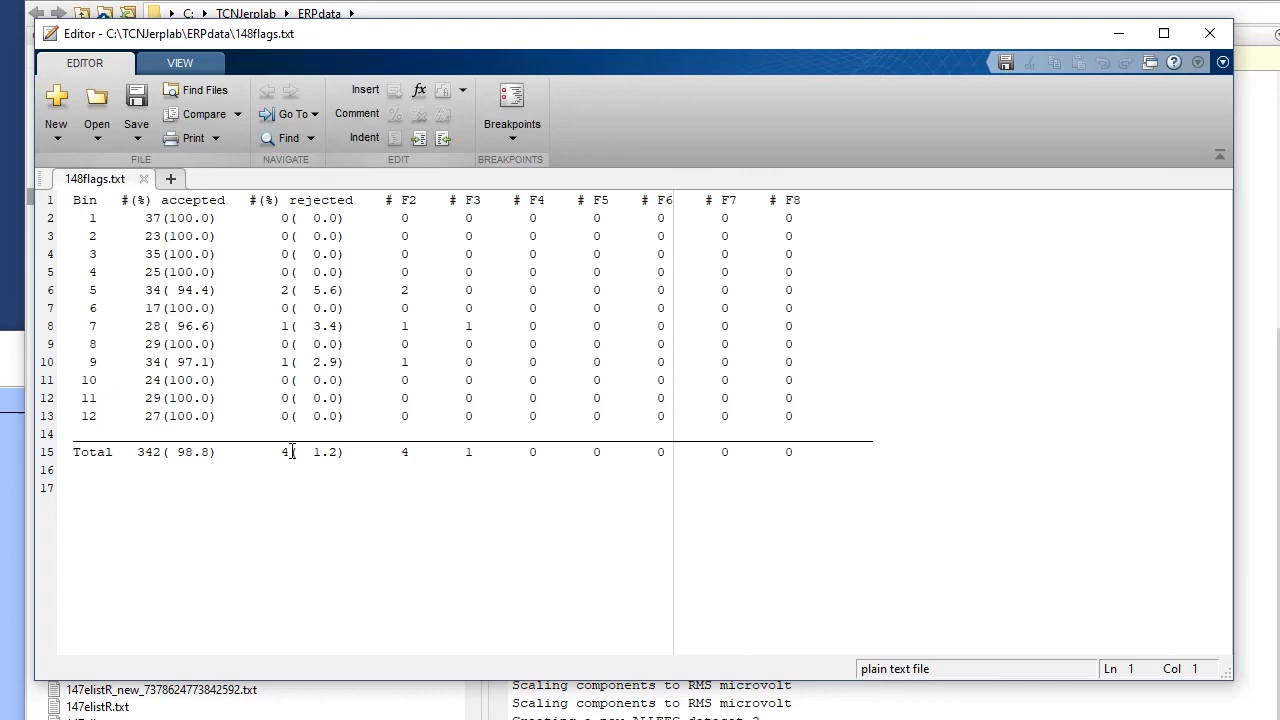 C: TCNJerplab ERPdata
Editor - C:\TCNJerplab\ERPdata\148flags.txt
EDITOR VIEW
Find Files Insert fx
Compare Go To Comment
New Open Save Print Find Indent Breakpoints
FILE NAVIGATE EDIT BREAKPOINTS
148flags.txt
1 Bin #(%) accepted #(%) rejected # F2 # F3 # F4 # F5 # F6 # F7 # F8
2 1 37(100.0) 0( 0.0) 0 0 0 0 0 0 0
3 2 23(100.0) 0( 0.0) 0 0 0 0 0 0 0
4 3 35(100.0) 0( 0.0) 0 0 0 0 0 0 0
5 4 25(100.0) 0( 0.0) 0 0 0 0 0 0 0
6 5 34( 94.4) 2( 5.6) 2 0 0 0 0 0 0
7 6 17(100.0) 0( 0.0) 0 0 0 0 0 0 0
8 7 28( 96.6) 1( 3.4) 1 1 0 0 0 0 0
9 8 29(100.0) 0( 0.0) 0 0 0 0 0 0 0
10 9 34( 97.1) 1( 2.9) 1 0 0 0 0 0 0
11 10 24(100.0) 0( 0.0) 0 0 0 0 0 0 0
12 11 29(100.0) 0( 0.0) 0 0 0 0 0 0 0
13 12 27(100.0) 0( 0.0) 0 0 0 0 0 0 0
14
15 Total 342( 98.8) 4( 1.2) 4 1 0 0 0 0 0
16
17
plain text file Ln 1 Col 1
147elistR_new_7378624773842592.txt
147elistR.txt
Scaling components to RMS microvolt
Scaling components to RMS microvolt
Creating a new ALLEEG dataset 2